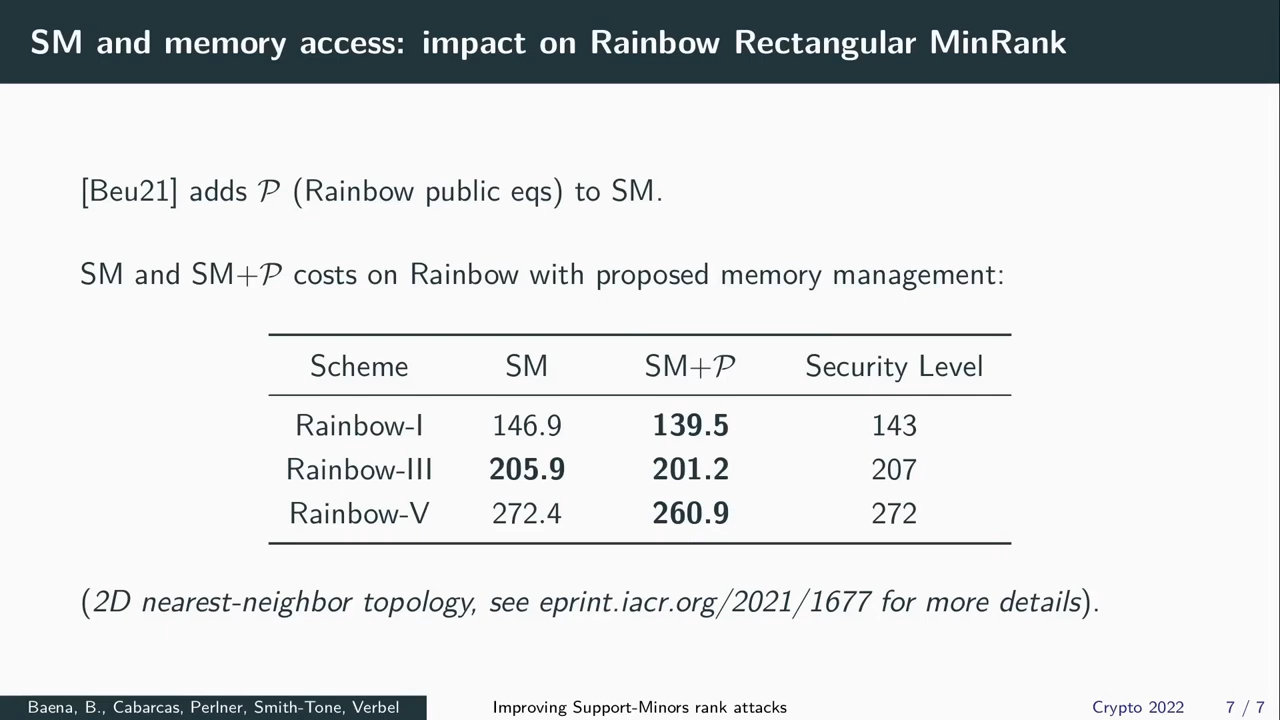 SM and memory access: impact on Rainbow Rectangular MinRank
[Beu21] adds 𝒫 (Rainbow public eqs) to SM.
SM and SM+𝒫 costs on Rainbow with proposed memory management:
Scheme SM SM+𝒫 Security Level
Rainbow-I 146.9 139.5 143
Rainbow-III 205.9 201.2 207
Rainbow-V 272.4 260.9 272
(2D nearest-neighbor topology, see eprint.iacr.org/2021/1677 for more details).
Baena, B., Cabarcas, Perlner, Smith-Tone, Verbel Improving Support-Minors rank attacks Crypto 2022 7 / 7